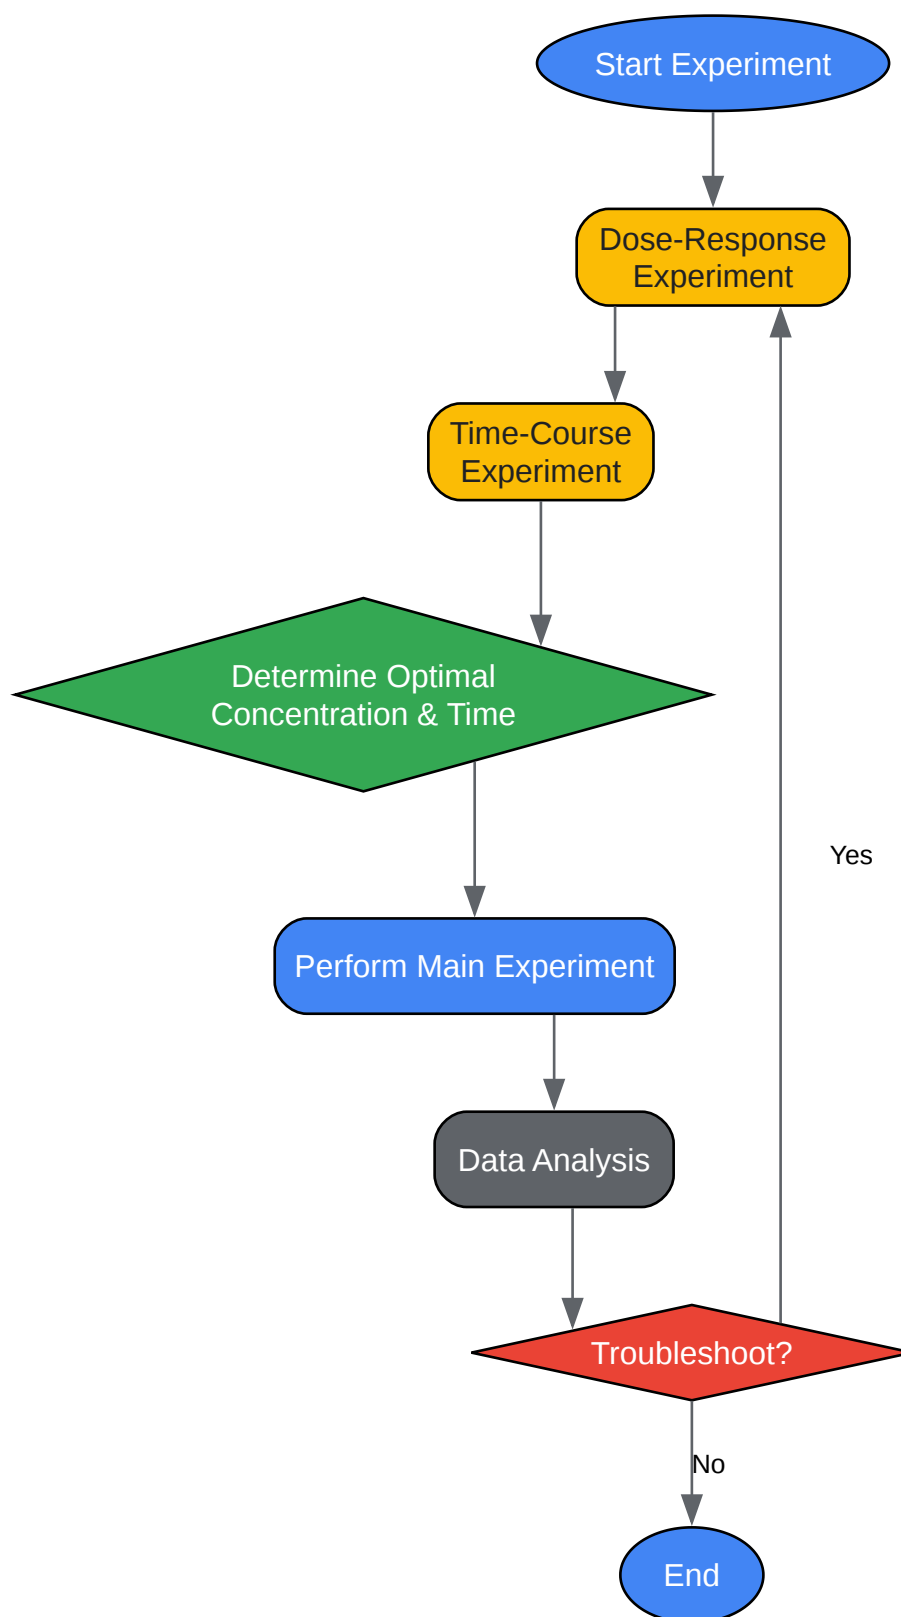 Start Experiment
Dose-Response
Experiment
Time-Course
Experiment
Determine Optimal
Concentration & Time
Yes
Perform Main Experiment
Data Analysis
Troubleshoot?
No
End